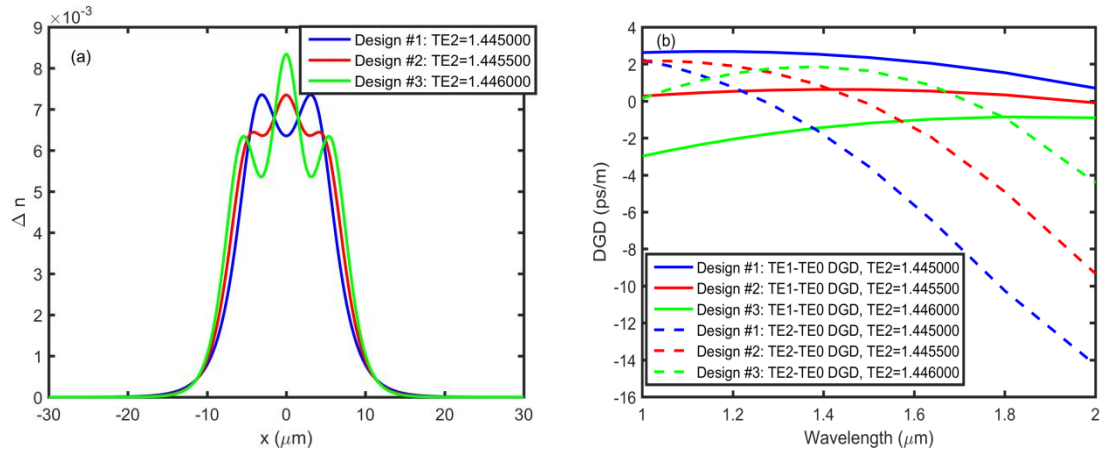 ×10⁻³
(a)
Design #1: TE2=1.445000
Design #2: TE2=1.445500
Design #3: TE2=1.446000
9
8
7
6
5
4
3
2
1
0
Δ n
-30 -20 -10 0 10 20 30
x (μm)
(b)
4
2
0
-2
-4
-6
-8
-10
-12
-14
-16
DGD (ps/m)
Design #1: TE1-TE0 DGD, TE2=1.445000
Design #2: TE1-TE0 DGD, TE2=1.445500
Design #3: TE1-TE0 DGD, TE2=1.446000
Design #1: TE2-TE0 DGD, TE2=1.445000
Design #2: TE2-TE0 DGD, TE2=1.445500
Design #3: TE2-TE0 DGD, TE2=1.446000
1 1.2 1.4 1.6 1.8 2
Wavelength (μm)